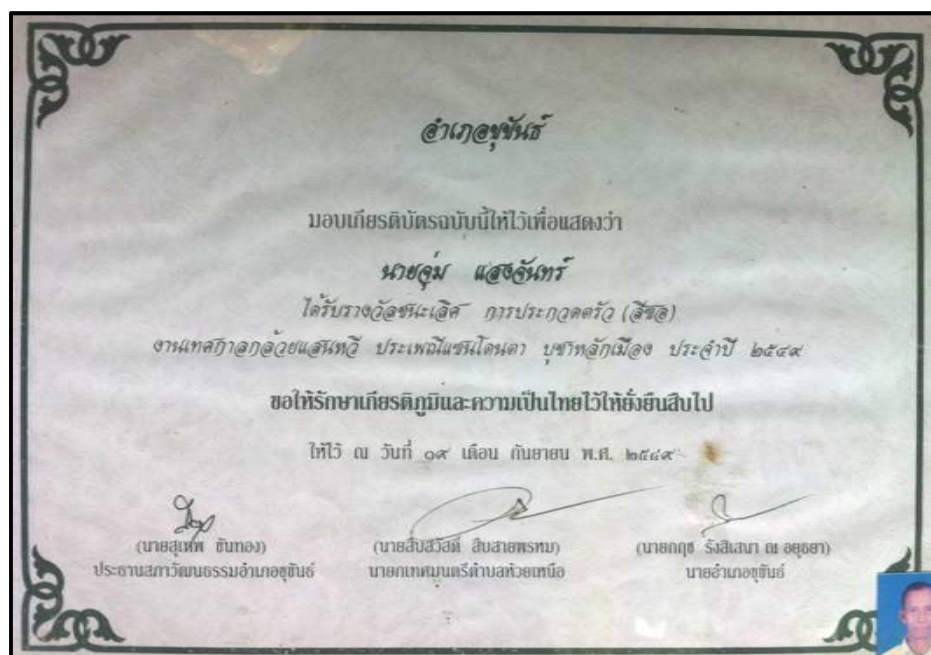 อำเภอขุขันธ์
มอบเกียรติบัตรฉบับนี้ให้ไว้เพื่อแสดงว่า
นายจุ่ม แสงจันทร์
ได้รับรางวัลชนะเลิศ การประกวดตรัว (สีซอ)
งานเทศกาลกล้วยแสนหวี ประเพณีแซนโดนตา บูชาหลักเมือง ประจำปี ๒๕๔๙
ขอให้รักษาเกียรติภูมิและความเป็นไทยไว้ให้ยั่งยืนสืบไป
ให้ไว้ ณ วันที่ ๐๙ เดือน กันยายน พ.ศ. ๒๕๔๙
(นายสุเทพ ขันทอง) (นายสืบสวัสดิ์ สืบสายพรหม) (นายกฤช รังสิเสนา ณ อยุธยา)
ประธานสภาวัฒนธรรมอำเภอขุขันธ์ นายกเทศมนตรีตำบลห้วยเหนือ นายอำเภอขุขันธ์